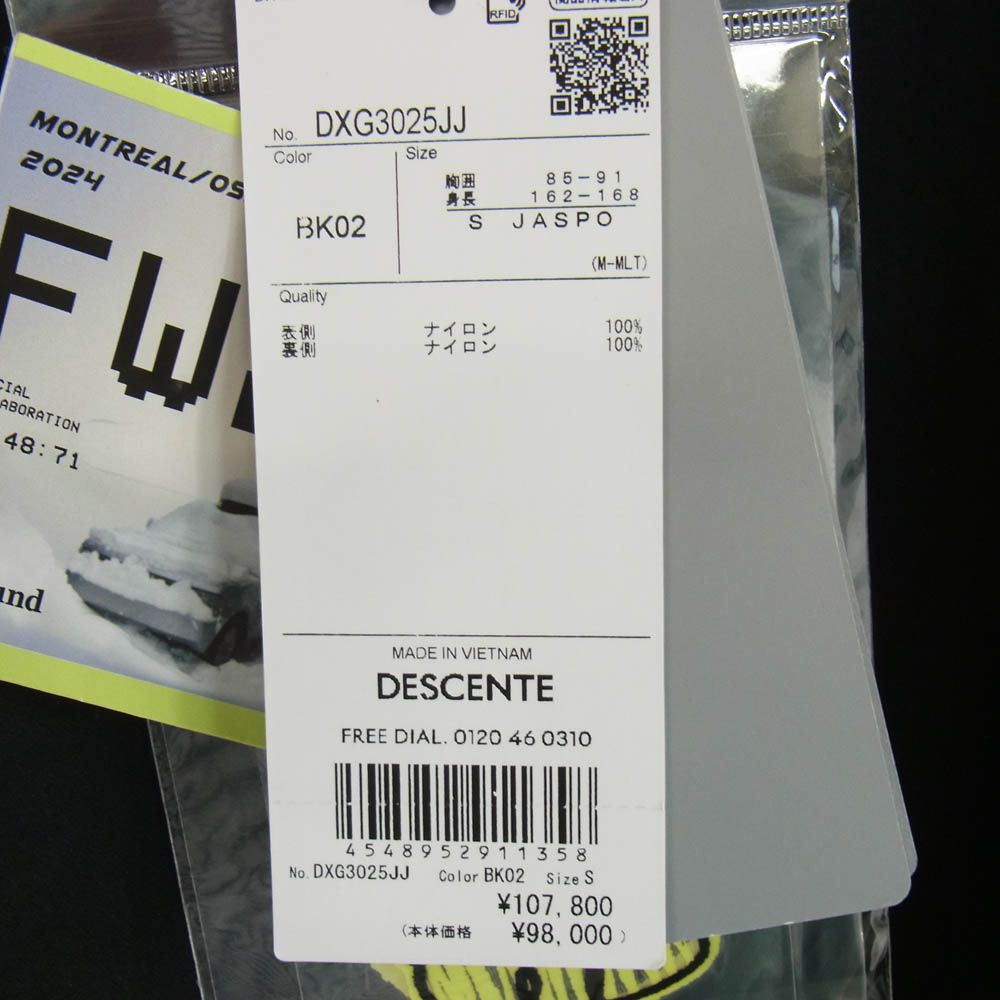 RFID
No. DXG3025JJ
Color
Size
胸囲 85-91
身長 162-168
BK02
S JASPO
(M-MLT)
Quality
表側 ナイロン 100%
裏側 ナイロン 100%
MADE IN VIETNAM
DESCENTE
FREE DIAL. 0120 46 0310
4548952911358
No. DXG3025JJ Color BK02 Size S
¥107,800
(本体価格 ¥98,000)
MONTREAL/OS
2024
FW
CIAL
ABORATION
48:71
und